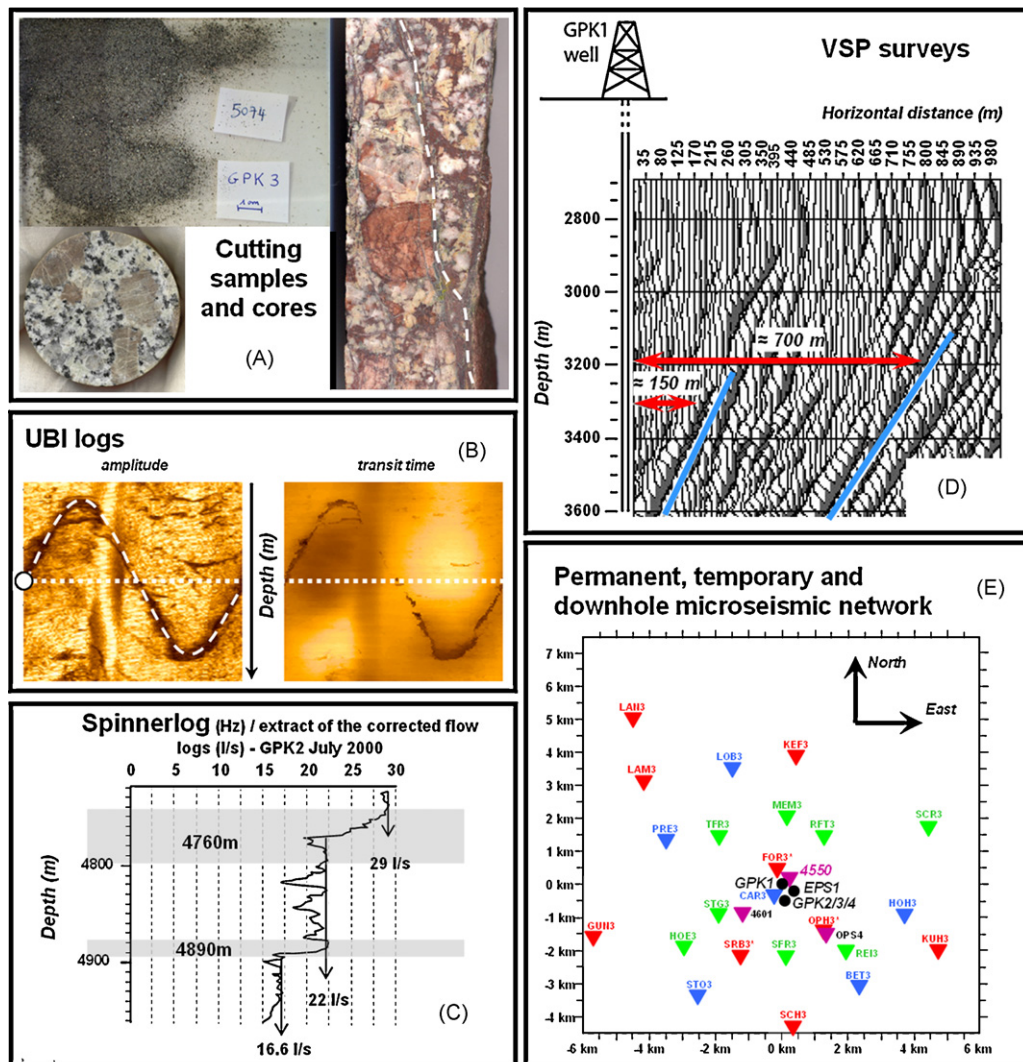 5074
GPK 3
1cm
Cutting
samples
and cores
(A)
UBI logs
(B)
amplitude
transit time
Depth (m)
Spinnerlog (Hz) / extract of the corrected flow
logs (l/s) - GPK2 July 2000
0 5 10 15 20 25 30
4760m
4800
29 l/s
4890m
4900
22 l/s
16.6 l/s
Depth (m)
(C)
GPK1
well
VSP surveys
Horizontal distance (m)
35 80 125 170 215 260 305 350 395 440 485 530 575 620 665 710 755 800 845 890 935 980
2800
3000
≈ 700 m
3200
≈ 150 m
3400
3600
Depth (m)
(D)
Permanent, temporary and
downhole microseismic network
(E)
7 km
North
6 km
East
5 km
LAN3
4 km
KEF3
LOB3
3 km
LAM3
2 km
MEM3
SCR3
1 km
PRE3
TFR3
RFT3
FOR3'
4550
0 km
GPK1
EPS1
CAR3
GPK2/3/4
-1 km
STG3
4601
HOH3
OPH3'
OPS4
GUN3
-2 km
HOE3
SRB3'
SFR3
REI3
KUH3
-3 km
STO3
BET3
-4 km
SCH3
-6 km -4 km -2 km 0 km 2 km 4 km 6 km